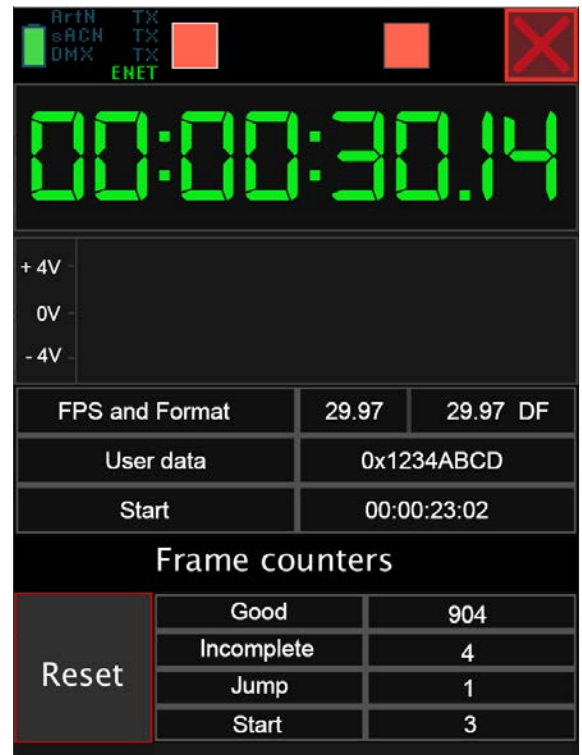 ArtN TX
sACN TX
DMX TX
ENET
00:00:30.14
+ 4V
0V
- 4V
FPS and Format 29.97 29.97 DF
User data 0x1234ABCD
Start 00:00:23:02
Frame counters
Reset
Good 904
Incomplete 4
Jump 1
Start 3